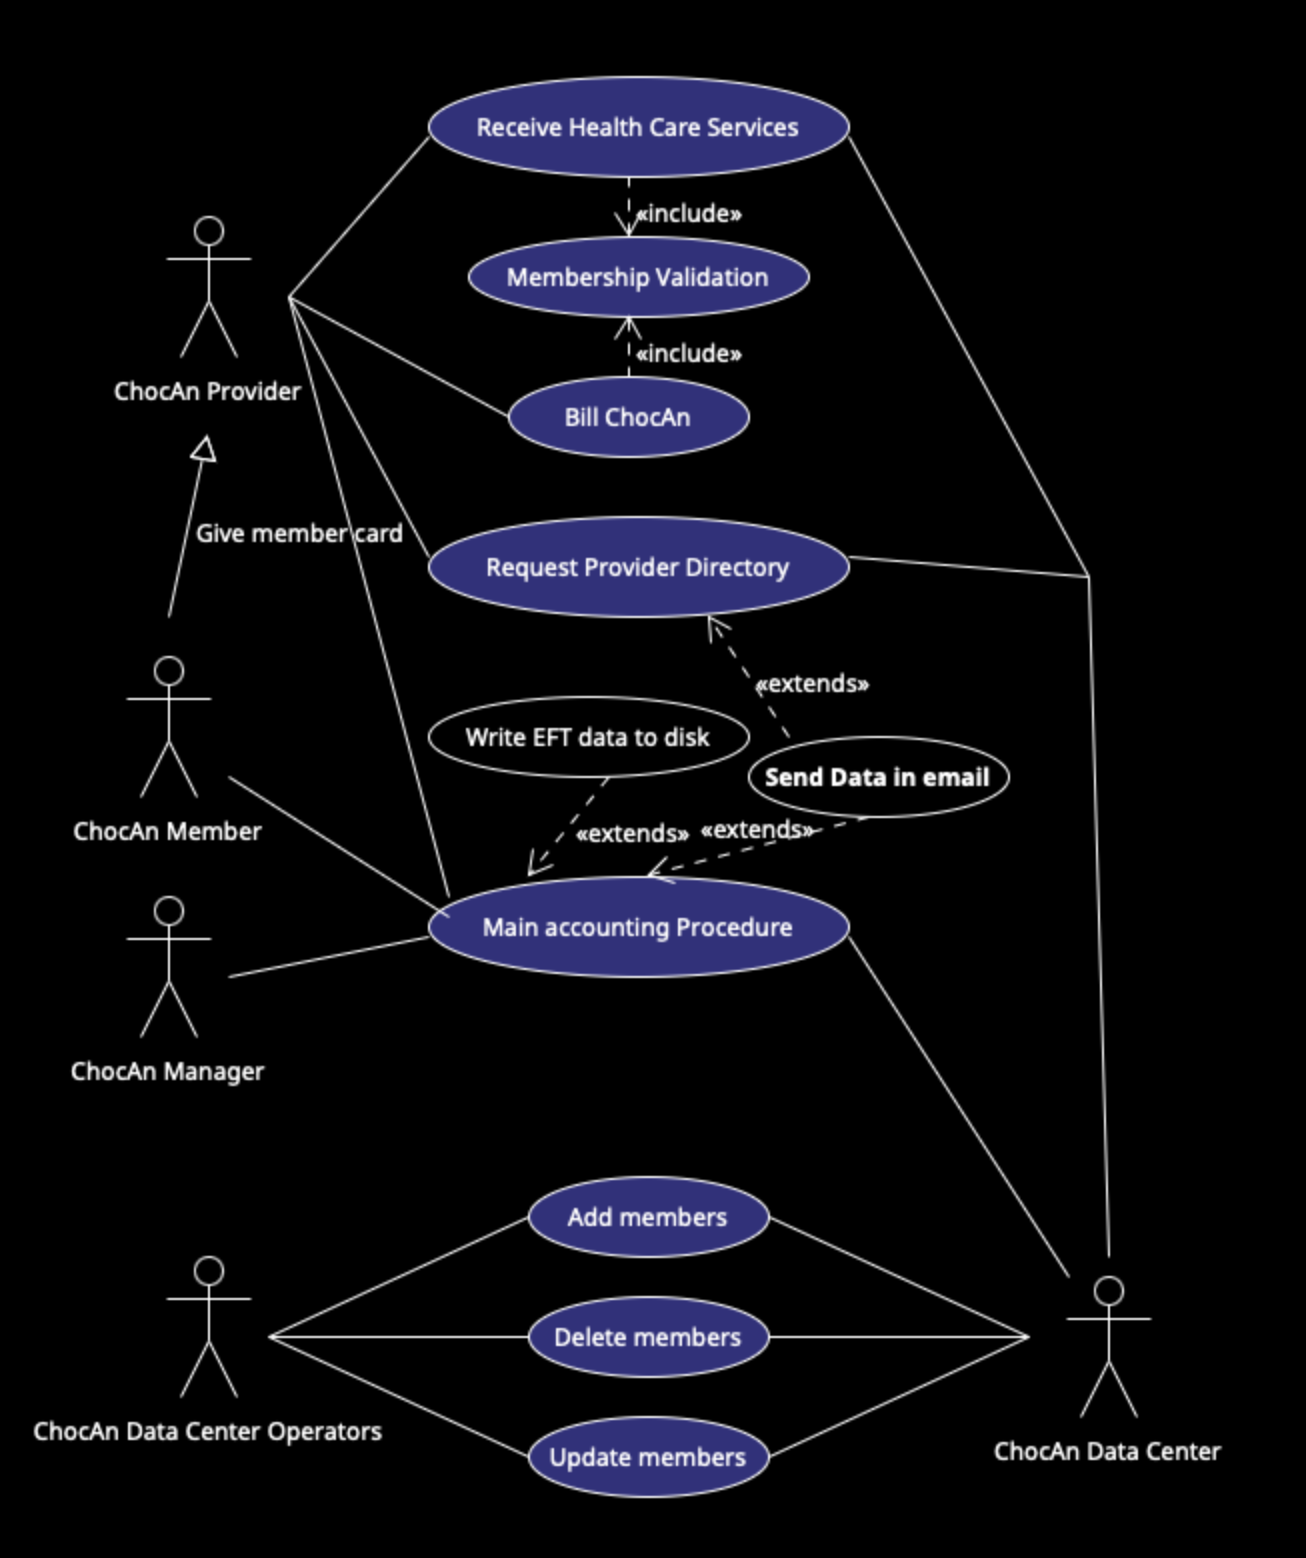 Receive Health Care Services
«include»
Membership Validation
«include»
ChocAn Provider
Bill ChocAn
Give member card
Request Provider Directory
«extends»
Write EFT data to disk
Send Data in email
ChocAn Member
«extends»
«extends»
Main accounting Procedure
ChocAn Manager
Add members
Delete members
ChocAn Data Center Operators
Update members
ChocAn Data Center